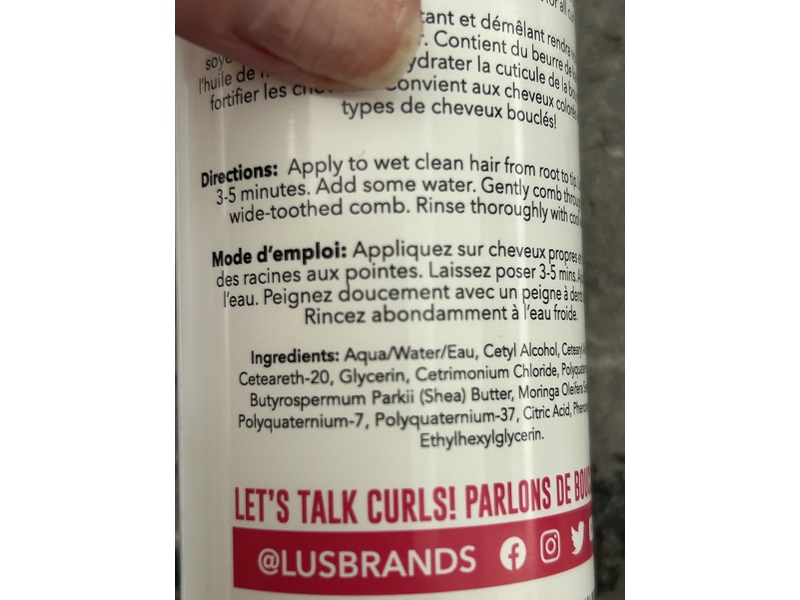 for all
tant et démêlant rendra
soye r. Contient du beurre de
l'huile de ydrater la cuticule de la
fortifier les Convient aux cheveux colorés
types de cheveux bouclés!
Directions: Apply to wet clean hair from root to tip.
3-5 minutes. Add some water. Gently comb through
wide-toothed comb. Rinse thoroughly with
Mode d'emploi: Appliquez sur cheveux propres
des racines aux pointes. Laissez poser 3-5 mins.
l'eau. Peignez doucement avec un peigne à
Rincez abondamment à l'eau froide.
Ingredients: Aqua/Water/Eau, Cetyl Alcohol,
Ceteareth-20, Glycerin, Cetrimonium Chloride,
Butyrospermum Parkii (Shea) Butter, Moringa Oleifera
Polyquaternium-7, Polyquaternium-37, Citric Acid,
Ethylhexylglycerin.
LET'S TALK CURLS! PARLONS DE
@LUSBRANDS